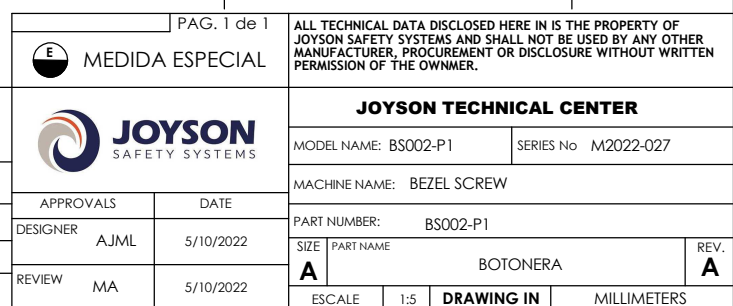 PAG. 1 de 1
E
MEDIDA ESPECIAL
ALL TECHNICAL DATA DISCLOSED HERE IN IS THE PROPERTY OF
JOYSON SAFETY SYSTEMS AND SHALL NOT BE USED BY ANY OTHER
MANUFACTURER, PROCUREMENT OR DISCLOSURE WITHOUT WRITTEN
PERMISSION OF THE OWNMER.
JOYSON
SAFETY SYSTEMS
JOYSON TECHNICAL CENTER
MODEL NAME: BS002-P1 SERIES No M2022-027
MACHINE NAME: BEZEL SCREW
PART NUMBER: BS002-P1
APPROVALS DATE
DESIGNER AJML 5/10/2022
REVIEW MA 5/10/2022
SIZE PART NAME REV.
A BOTONERA A
ESCALE 1:5 DRAWING IN MILLIMETERS